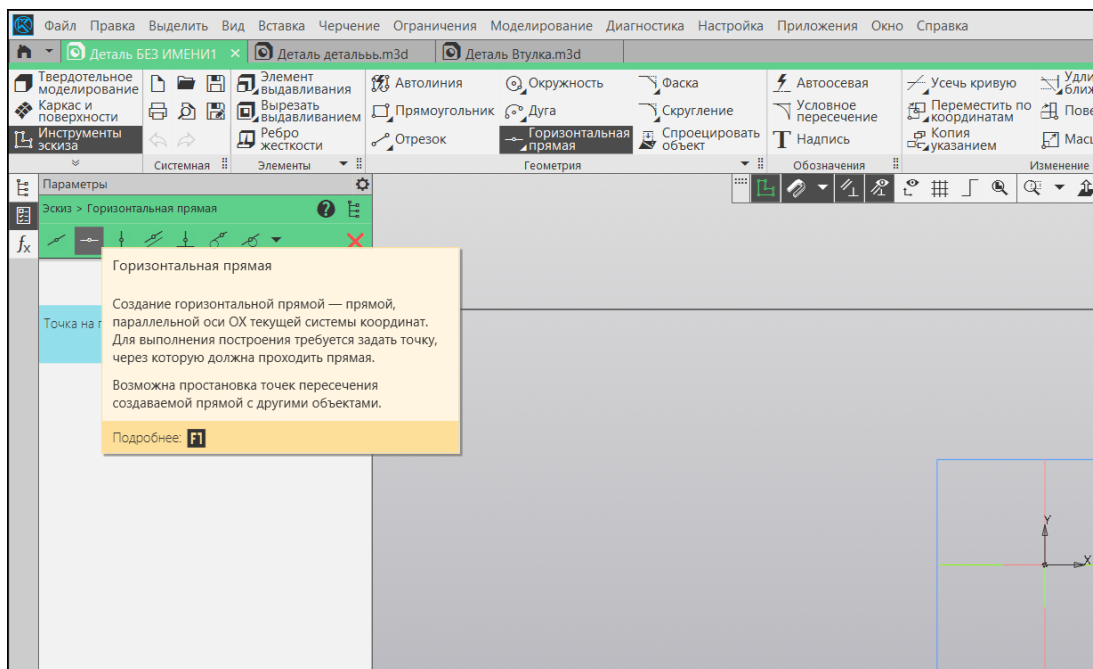 Файл Правка Выделить Вид Вставка Черчение Ограничения Моделирование Диагностика Настройка Приложения Окно Справка
Деталь БЕЗ ИМЕНИ1 Деталь детальььь.m3d Деталь Втулка.m3d
Твердотельное моделирование
Каркас и поверхности
Инструменты эскиза
Системная
Элемент выдавливания
Вырезать выдавливанием
Ребро жесткости
Элементы
Автолиния Окружность Фаска
Прямоугольник Дуга Скругление
Отрезок Горизонтальная прямая Спроецировать объект
Геометрия
Автоосевая
Условное пересечение
Надпись
Обозначения
Усечь кривую
Переместить по координатам
Копия указанием
Изменение
Параметры
Эскиз > Горизонтальная прямая
fx
Горизонтальная прямая
Создание горизонтальной прямой — прямой,
параллельной оси OX текущей системы координат.
Для выполнения построения требуется задать точку,
через которую должна проходить прямая.
Возможна простановка точек пересечения
создаваемой прямой с другими объектами.
Подробнее: F1
Точка на
Y
X